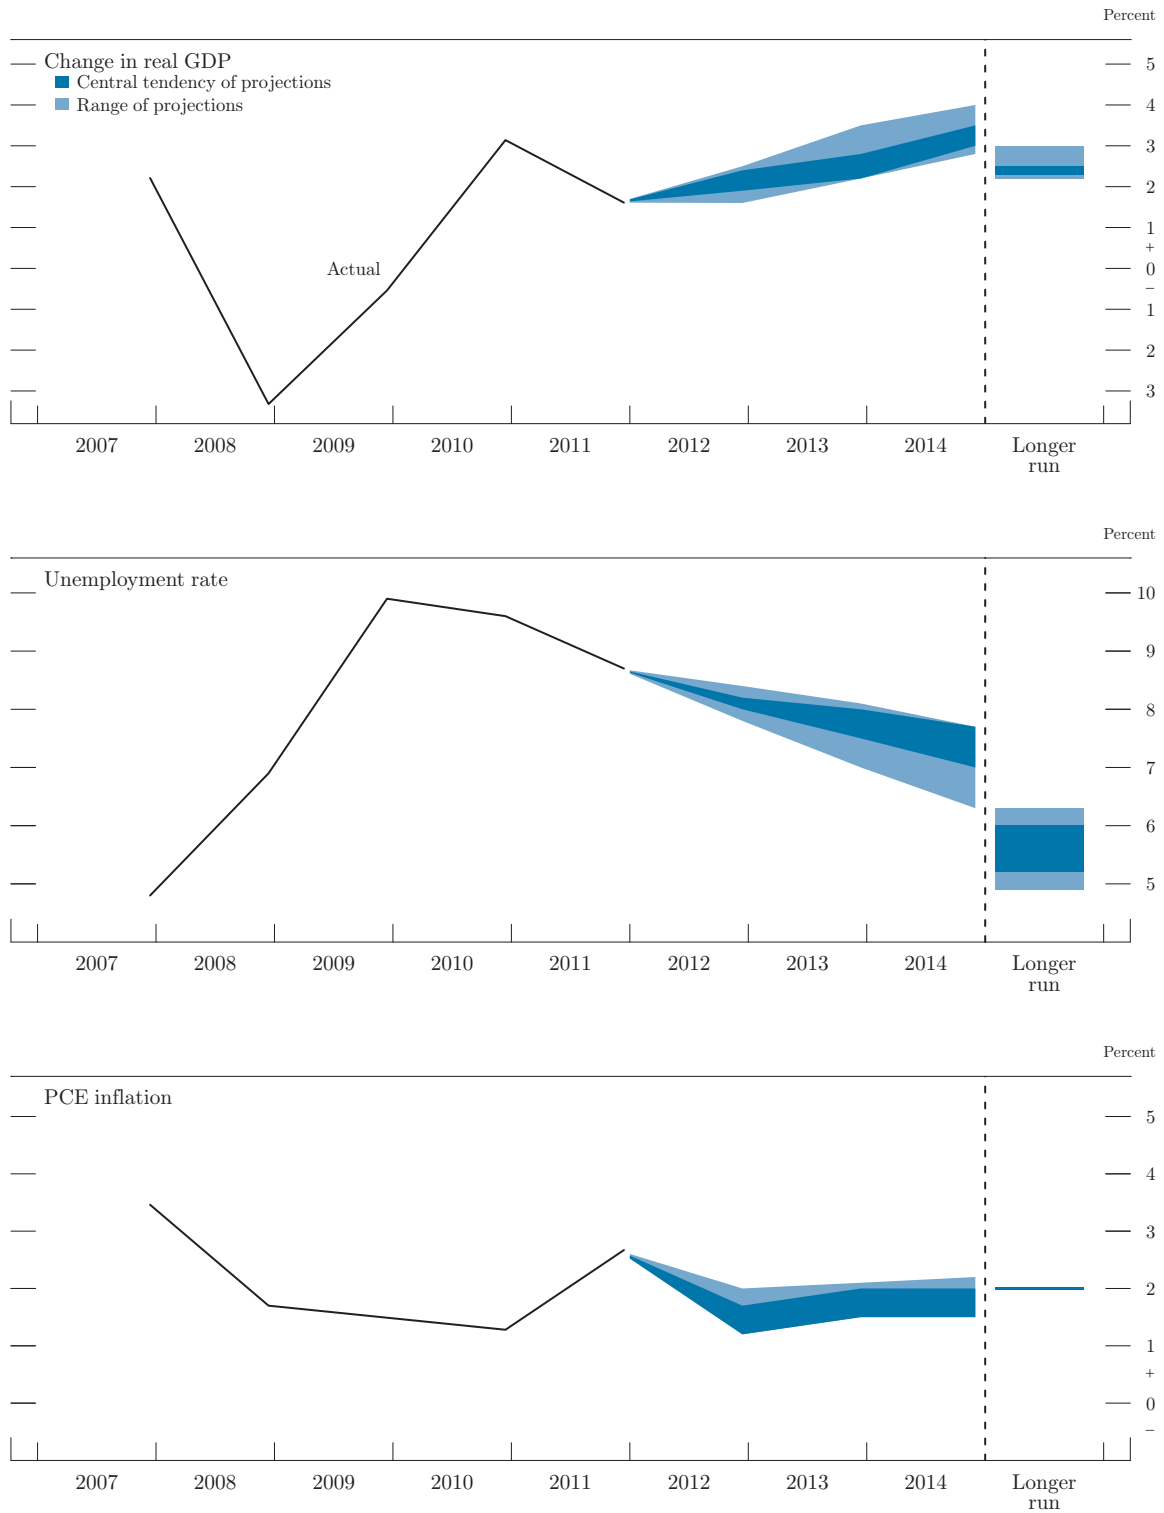 Percent
Change in real GDP
Central tendency of projections
Range of projections
5
4
3
2
1
+
Actual
0
−
1
2
3
2007 2008 2009 2010 2011 2012 2013 2014 Longer
run
Percent
Unemployment rate
10
9
8
7
6
5
2007 2008 2009 2010 2011 2012 2013 2014 Longer
run
Percent
PCE inflation
5
4
3
2
1
+
0
−
2007 2008 2009 2010 2011 2012 2013 2014 Longer
run